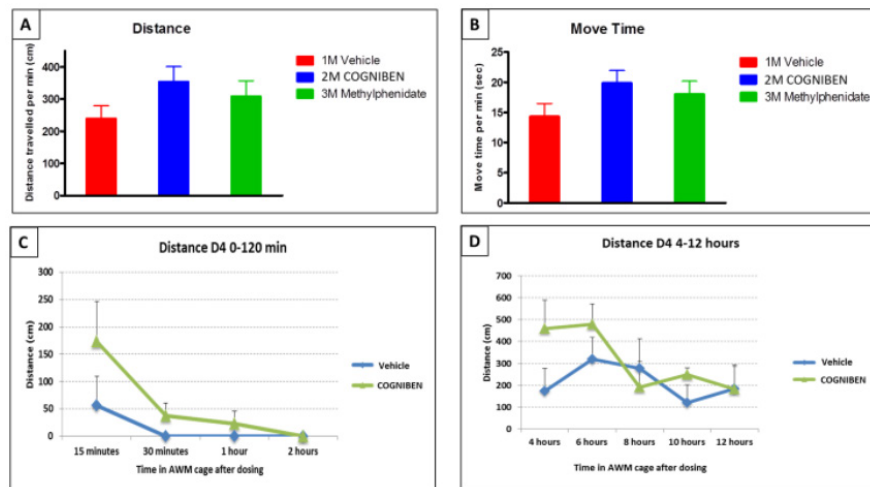 A
Distance
Distance travelled per min (cm)
400
300
200
100
0
1M Vehicle
2M COGNIBEN
3M Methylphenidate
B
Move Time
Move time per min (sec)
25
20
15
10
5
0
1M Vehicle
2M COGNIBEN
3M Methylphenidate
C
Distance D4 0-120 min
Distance (cm)
300
250
200
150
100
50
0
15 minutes 30 minutes 1 hour 2 hours
Time in AWM cage after dosing
Vehicle
COGNIBEN
D
Distance D4 4-12 hours
Distance (cm)
700
600
500
400
300
200
100
0
4 hours 6 hours 8 hours 10 hours 12 hours
Time in AWM cage after dosing
Vehicle
COGNIBEN